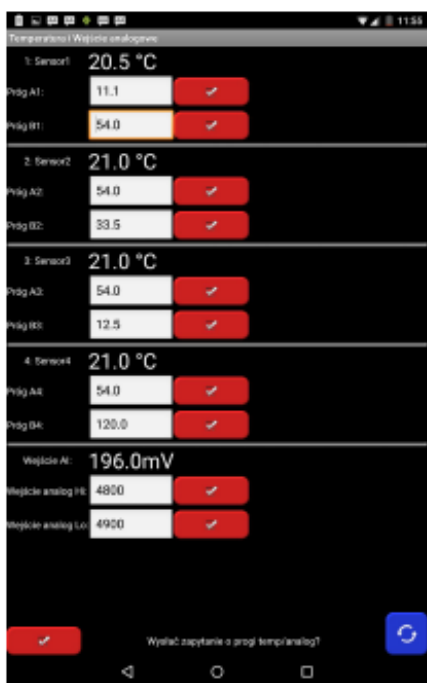 11:55
Temperatura i Wejście analogowe
1: Sensor1 20.5 °C
Próg A1: 11.1
Próg B1: 54.0
2: Sensor2 21.0 °C
Próg A2: 54.0
Próg B2: 33.5
3: Sensor3 21.0 °C
Próg A3: 54.0
Próg B3: 12.5
4: Sensor4 21.0 °C
Próg A4: 54.0
Próg B4: 120.0
Wejście AI: 196.0mV
Wejście analog Hi: 4800
Wejście analog Lo: 4900
Wysłać zapytanie o progi temp/analog?